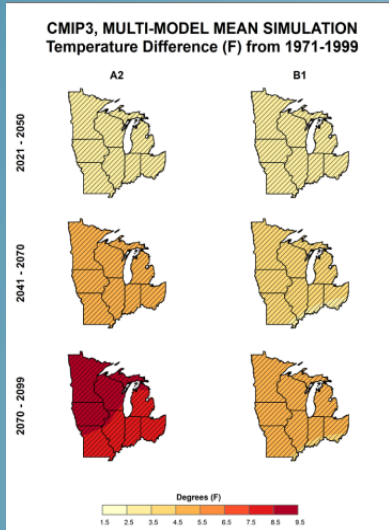 CMIP3, MULTI-MODEL MEAN SIMULATION
Temperature Difference (F) from 1971-1999
A2 B1
2021 - 2050
2041 - 2070
2070 - 2099
Degrees (F)
1.5 2.5 3.5 4.5 5.5 6.5 7.5 8.5 9.5